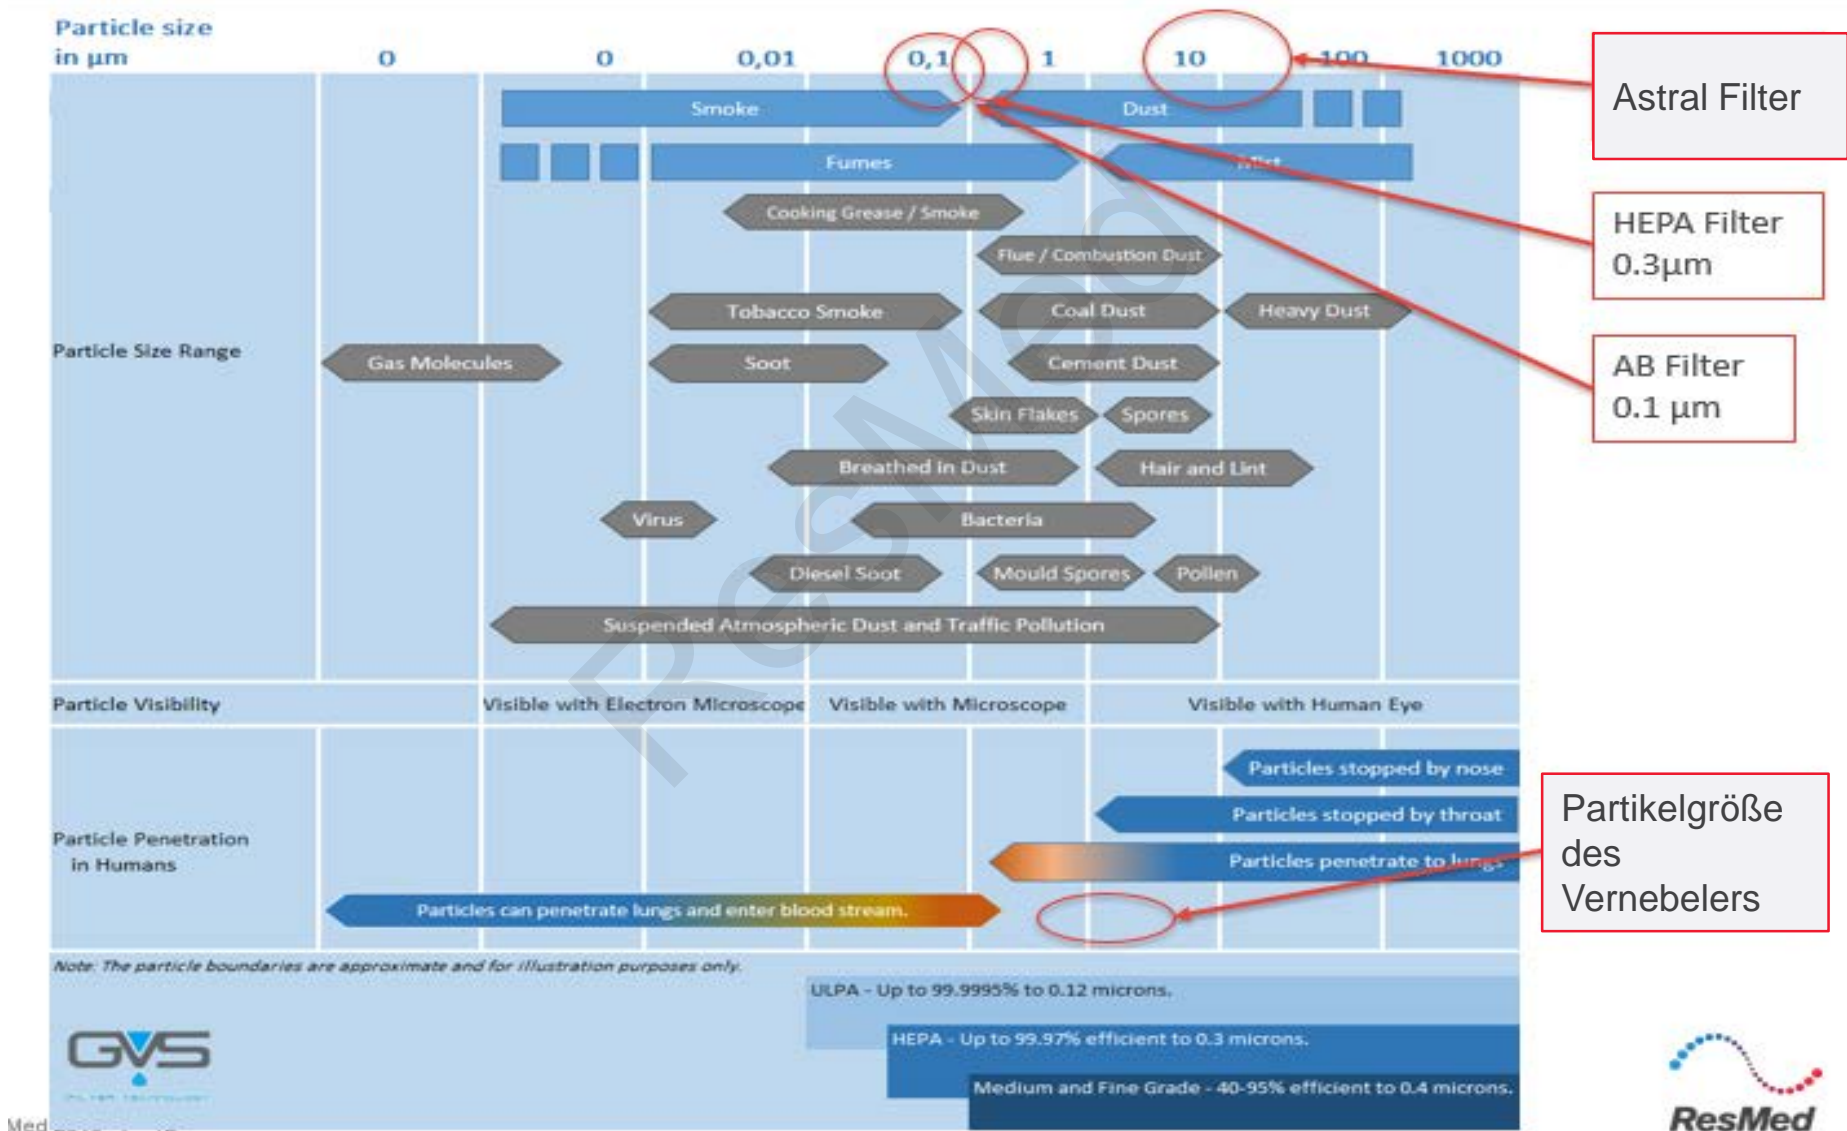 Particle size
in µm
0
0
0,01
0,1
1
10
100
1000
Smoke
Dust
Fumes
Mist
Cooking Grease / Smoke
Flue / Combustion Dust
Tobacco Smoke
Coal Dust
Heavy Dust
Particle Size Range
Gas Molecules
Soot
Cement Dust
Skin Flakes
Spores
Breathed in Dust
Hair and Lint
Virus
Bacteria
Diesel Soot
Mould Spores
Pollen
Suspended Atmospheric Dust and Traffic Pollution
Particle Visibility
Visible with Electron Microscope
Visible with Microscope
Visible with Human Eye
Particles stopped by nose
Particles stopped by throat
Particle Penetration
in Humans
Particles penetrate to lungs
Particles can penetrate lungs and enter blood stream.
Note: The particle boundaries are approximate and for illustration purposes only.
ULPA - Up to 99.9995% to 0.12 microns.
HEPA - Up to 99.97% efficient to 0.3 microns.
Medium and Fine Grade - 40-95% efficient to 0.4 microns.
GVS
Astral Filter
HEPA Filter
0.3µm
AB Filter
0.1 µm
Partikelgröße
des
Vernebelers
ResMed
ResMed
Med